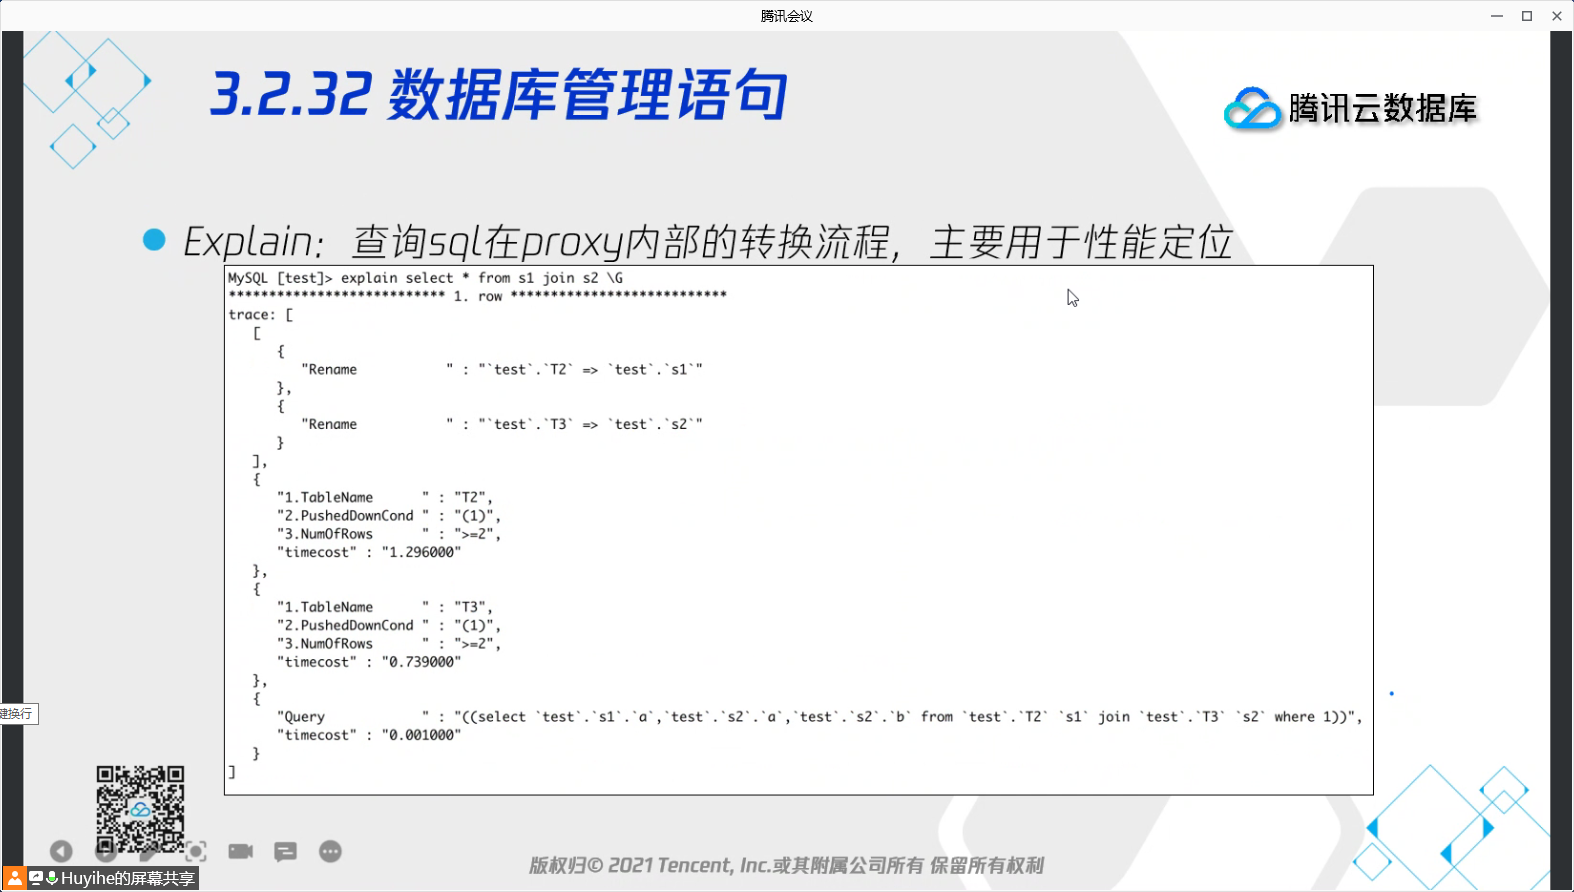 腾讯会议
3.2.32 数据库管理语句
腾讯云数据库
Explain：查询sql在proxy内部的转换流程，主要用于性能定位
MySQL [test]> explain select * from s1 join s2 \G
*************************** 1. row ***************************
trace: [
   [
      {
         "Rename           " : "`test`.`T2` => `test`.`s1`"
      },
      {
         "Rename           " : "`test`.`T3` => `test`.`s2`"
      }
   ],
   {
      "1.TableName      " : "T2",
      "2.PushedDownCond " : "(1)",
      "3.NumOfRows      " : ">=2",
      "timecost" : "1.296000"
   },
   {
      "1.TableName      " : "T3",
      "2.PushedDownCond " : "(1)",
      "3.NumOfRows      " : ">=2",
      "timecost" : "0.739000"
   },
   {
      "Query            " : "((select `test`.`s1`.`a`,`test`.`s2`.`a`,`test`.`s2`.`b` from `test`.`T2` `s1` join `test`.`T3` `s2` where 1))",
      "timecost" : "0.001000"
   }
]
键换行
版权归© 2021 Tencent, Inc.或其附属公司所有 保留所有权利
Huyihe的屏幕共享